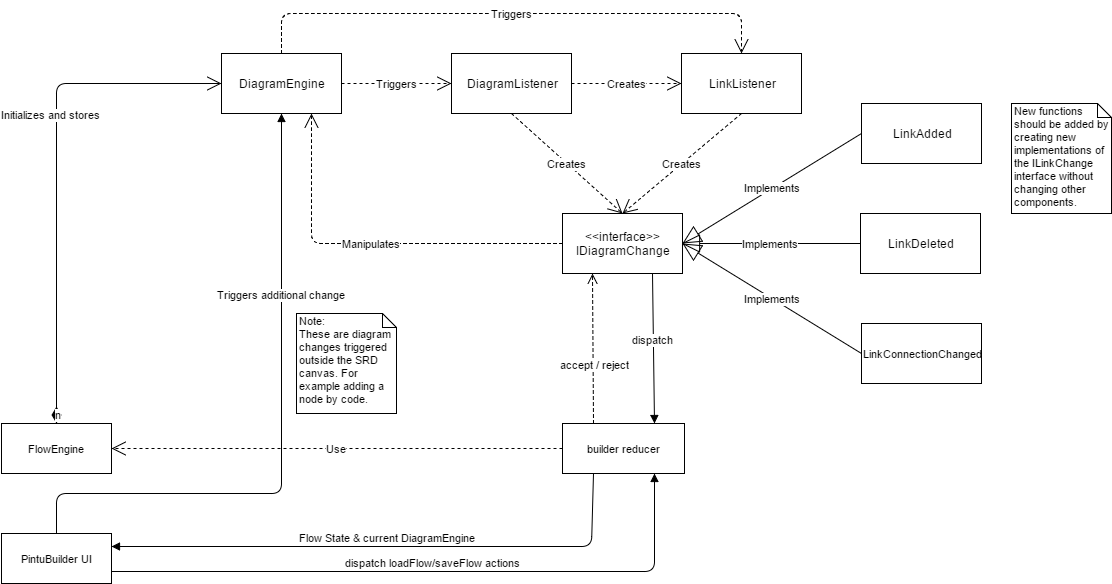 Triggers
DiagramEngine
Triggers
DiagramListener
Creates
LinkListener
Initializes and stores
LinkAdded
New functions
should be added by
creating new
implementations of
the ILinkChange
interface without
changing other
components.
Creates
Creates
Implements
<<interface>>
IDiagramChange
Manipulates
Implements
LinkDeleted
Triggers additional change
Implements
Note:
These are diagram
changes triggered
outside the SRD
canvas. For
example adding a
node by code.
dispatch
LinkConnectionChanged
accept / reject
n
FlowEngine
Use
builder reducer
Flow State & current DiagramEngine
PintuBuilder UI
dispatch loadFlow/saveFlow actions